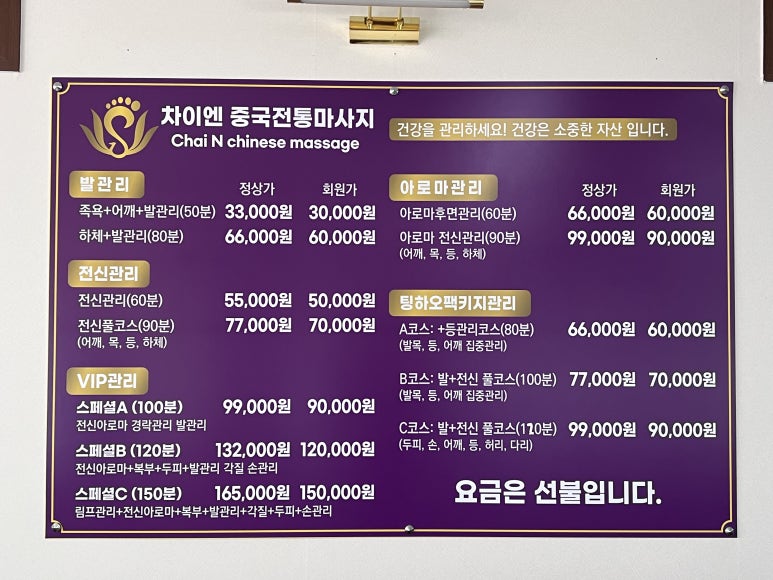 차이엔 중국전통마사지
Chai N chinese massage
건강을 관리하세요! 건강은 소중한 자산 입니다.
발관리 정상가 회원가
족욕+어깨+발관리(50분) 33,000원 30,000원
하체+발관리(80분) 66,000원 60,000원
전신관리
전신관리(60분) 55,000원 50,000원
전신풀코스(90분) 77,000원 70,000원
(어깨, 목, 등, 하체)
VIP관리
스페셜A (100분) 99,000원 90,000원
전신아로마 경락관리 발관리
스페셜B (120분) 132,000원 120,000원
전신아로마+복부+두피+발관리 각질 손관리
스페셜C (150분) 165,000원 150,000원
림프관리+전신아로마+복부+발관리+각질+두피+손관리
아로마관리 정상가 회원가
아로마후면관리(60분) 66,000원 60,000원
아로마 전신관리(90분) 99,000원 90,000원
(어깨, 목, 등, 하체)
팅하오팩키지관리
A코스: +등관리코스(80분) 66,000원 60,000원
(발목, 등, 어깨 집중관리)
B코스: 발+전신 풀코스(100분) 77,000원 70,000원
(발목, 등, 어깨 집중관리)
C코스: 발+전신 풀코스(120분) 99,000원 90,000원
(두피, 손, 어깨, 등, 허리, 다리)
요금은 선불입니다.